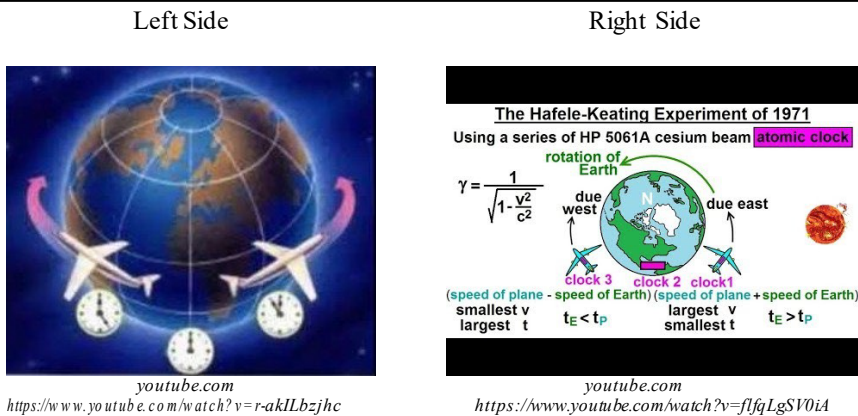 Left Side
Right Side
The Hafele-Keating Experiment of 1971
Using a series of HP 5061A cesium beam atomic clock
rotation of
Earth
γ = 1 / √1 - v²/c²
N
due
west
due east
clock 3
clock 2
clock1
(speed of plane - speed of Earth)
(speed of plane + speed of Earth)
smallest v
largest t
tE < tP
largest v
smallest t
tE > tP
youtube.com
https://www.youtube.com/watch?v=r-akILbzjhc
youtube.com
https://www.youtube.com/watch?v=flfqLgSV0iA